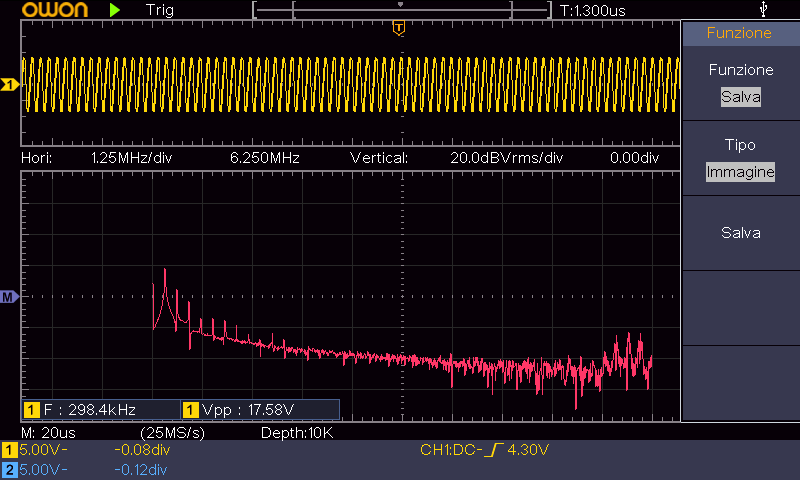 OWON Trig T:1.300us
T
1
Hori: 1.25MHz/div 6.250MHz Vertical: 20.0dBVrms/div 0.00div
M
1 F : 298.4kHz 1 Vpp : 17.58V
M: 20us (25MS/s) Depth:10K
1 5.00V~ -0.08div CH1:DC- 4.30V
2 5.00V~ -0.12div
Funzione
Funzione
Salva
Tipo
Immagine
Salva